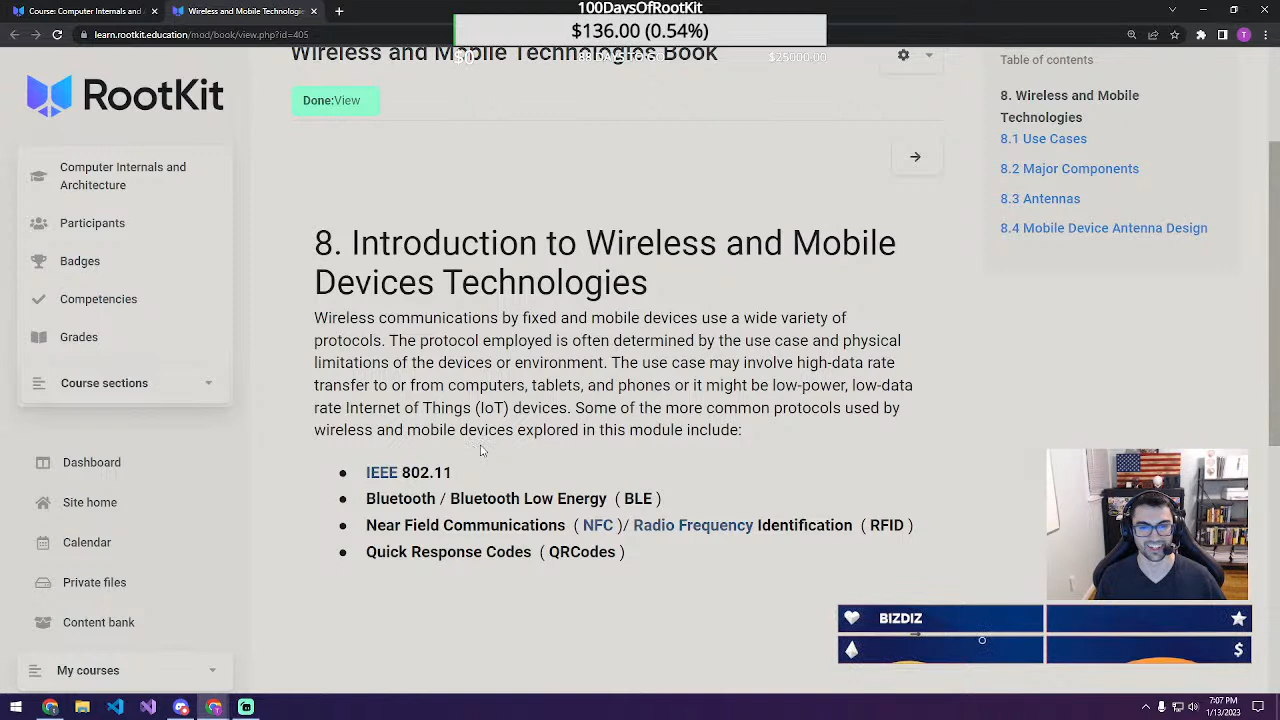 100DaysOfRootKit
$136.00 (0.54%)
$0
88 DAYS TO GO
$25000.00
learn.rootkit.education/mod/book/view.php?id=405
Course: Computer Internals and A
Wireless and Mobile Technologies
Wireless and Mobile Technologies Book
RootKit
Done:View
Computer Internals and
Architecture
Participants
Badges
Competencies
Grades
Course sections
Dashboard
Site home
Calendar
Private files
Content bank
My courses
8. Introduction to Wireless and Mobile
Devices Technologies
Wireless communications by fixed and mobile devices use a wide variety of
protocols. The protocol employed is often determined by the use case and physical
limitations of the devices or environment. The use case may involve high-data rate
transfer to or from computers, tablets, and phones or it might be low-power, low-data
rate Internet of Things (IoT) devices. Some of the more common protocols used by
wireless and mobile devices explored in this module include:
● IEEE 802.11
● Bluetooth / Bluetooth Low Energy ( BLE )
● Near Field Communications ( NFC )/ Radio Frequency Identification ( RFID )
● Quick Response Codes ( QRCodes )
Table of contents
8. Wireless and Mobile
Technologies
8.1 Use Cases
8.2 Major Components
8.3 Antennas
8.4 Mobile Device Antenna Design
BIZDIZ
7:07 PM
1/13/2023